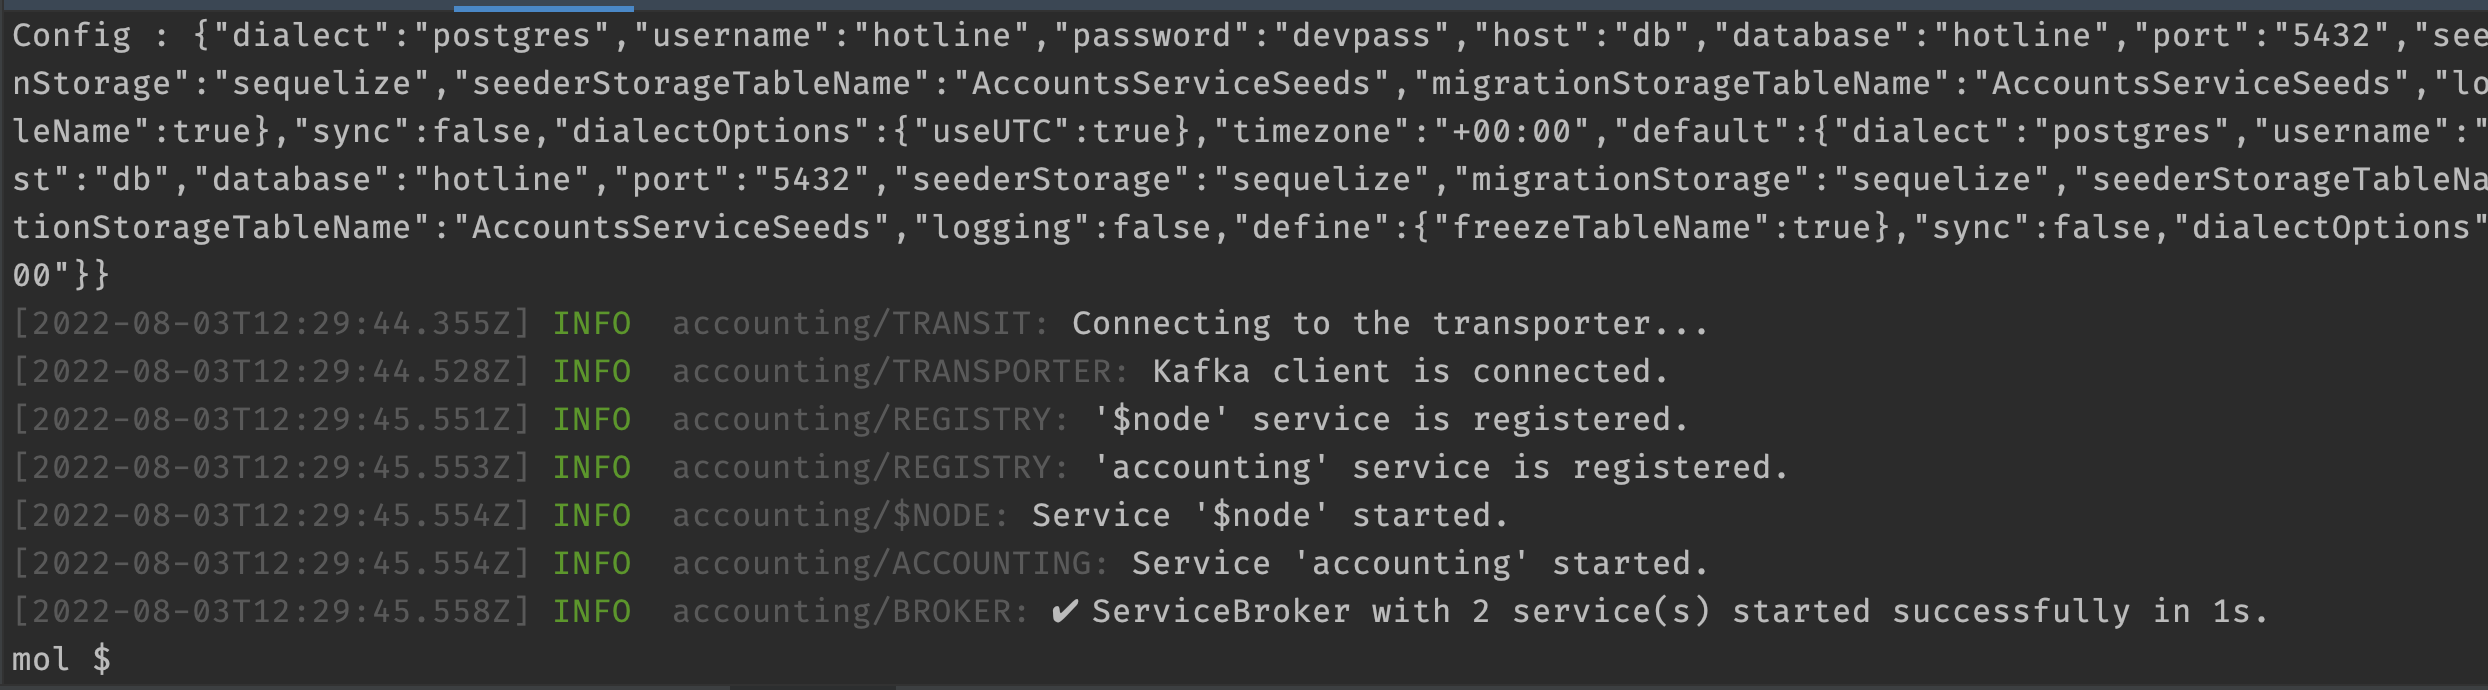 Config : {"dialect":"postgres","username":"hotline","password":"devpass","host":"db","database":"hotline","port":"5432","see
nStorage":"sequelize","seederStorageTableName":"AccountsServiceSeeds","migrationStorageTableName":"AccountsServiceSeeds","lo
leName":true},"sync":false,"dialectOptions":{"useUTC":true},"timezone":"+00:00","default":{"dialect":"postgres","username":"
st":"db","database":"hotline","port":"5432","seederStorage":"sequelize","migrationStorage":"sequelize","seederStorageTableNa
tionStorageTableName":"AccountsServiceSeeds","logging":false,"define":{"freezeTableName":true},"sync":false,"dialectOptions"
00"}}
[2022-08-03T12:29:44.355Z] INFO  accounting/TRANSIT: Connecting to the transporter...
[2022-08-03T12:29:44.528Z] INFO  accounting/TRANSPORTER: Kafka client is connected.
[2022-08-03T12:29:45.551Z] INFO  accounting/REGISTRY: '$node' service is registered.
[2022-08-03T12:29:45.553Z] INFO  accounting/REGISTRY: 'accounting' service is registered.
[2022-08-03T12:29:45.554Z] INFO  accounting/$NODE: Service '$node' started.
[2022-08-03T12:29:45.554Z] INFO  accounting/ACCOUNTING: Service 'accounting' started.
[2022-08-03T12:29:45.558Z] INFO  accounting/BROKER: ✔ ServiceBroker with 2 service(s) started successfully in 1s.
mol $